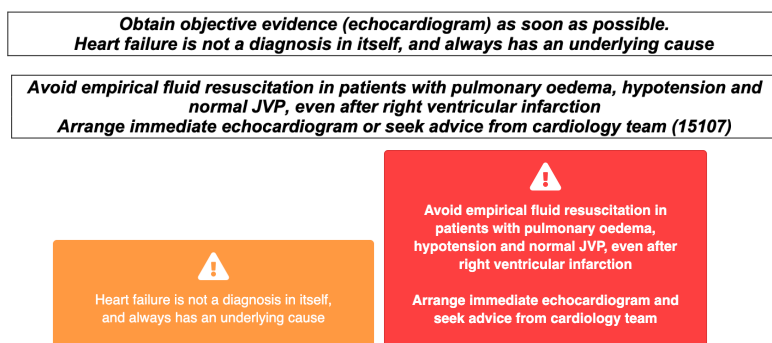 Obtain objective evidence (echocardiogram) as soon as possible.
Heart failure is not a diagnosis in itself, and always has an underlying cause
Avoid empirical fluid resuscitation in patients with pulmonary oedema, hypotension and
normal JVP, even after right ventricular infarction
Arrange immediate echocardiogram or seek advice from cardiology team (15107)
Heart failure is not a diagnosis in itself,
and always has an underlying cause
Avoid empirical fluid resuscitation in
patients with pulmonary oedema,
hypotension and normal JVP, even after
right ventricular infarction
Arrange immediate echocardiogram and
seek advice from cardiology team